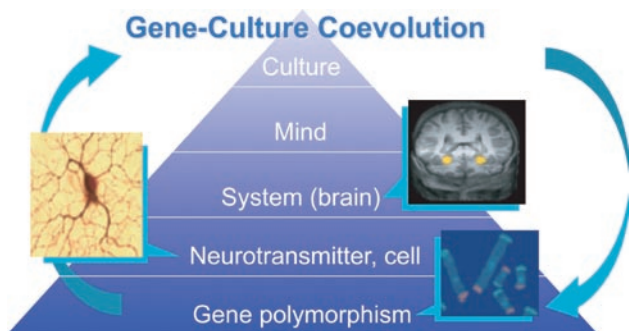 Gene-Culture Coevolution
Culture
Mind
System (brain)
Neurotransmitter, cell
Gene polymorphism